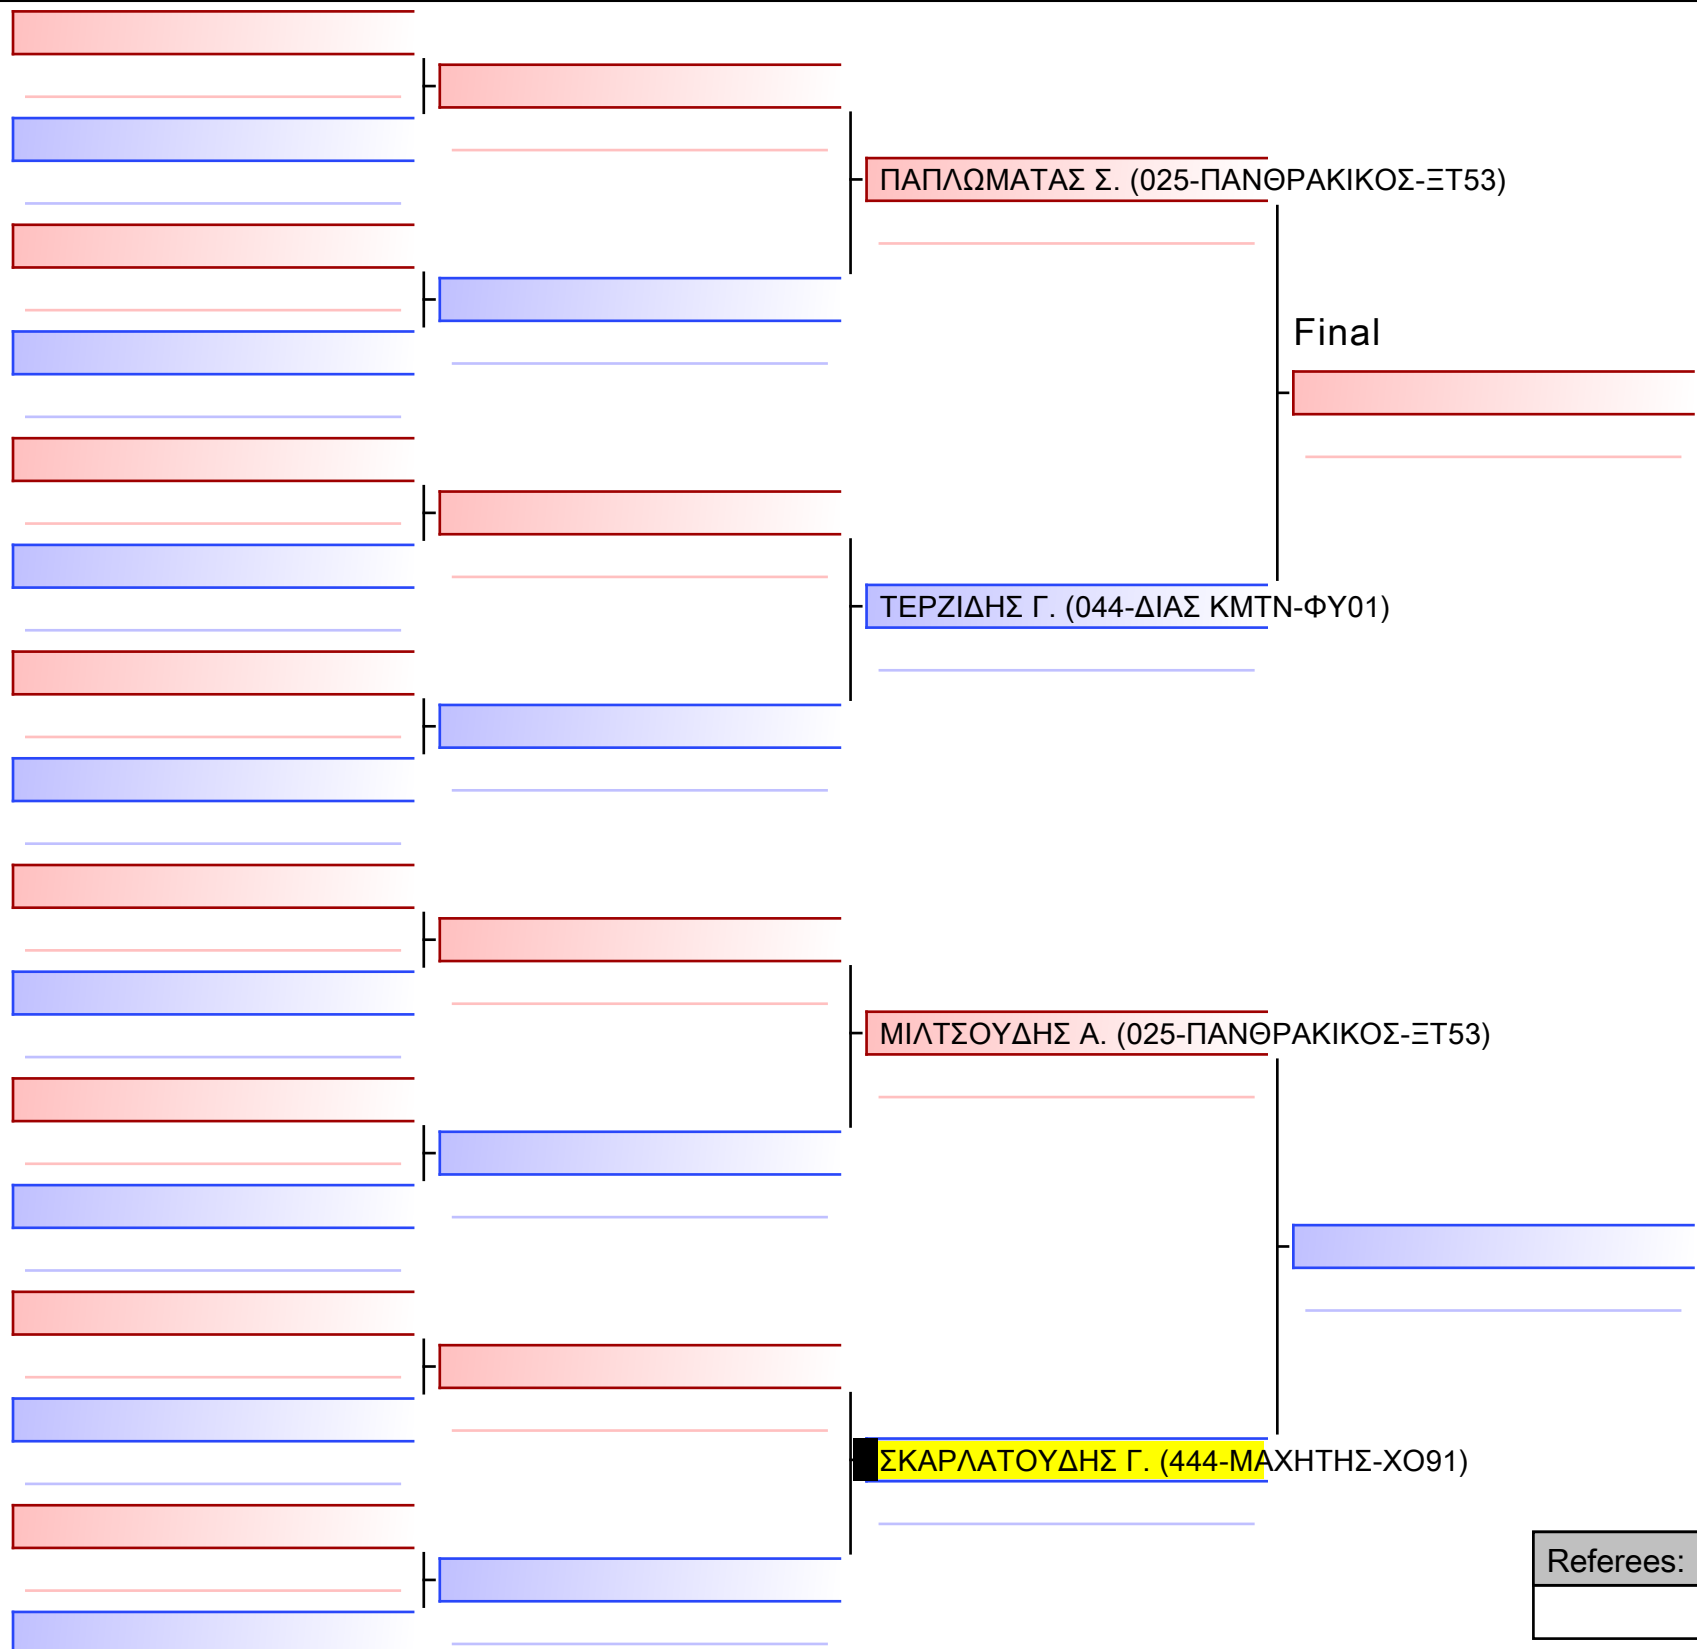 ΠΑΠΛΩΜΑΤΑΣ Σ. (025-ΠΑΝΘΡΑΚΙΚΟΣ-ΞΤ53)
Final
ΤΕΡΖΙΔΗΣ Γ. (044-ΔΙΑΣ ΚΜΤΝ-ΦΥ01)
ΜΙΛΤΣΟΥΔΗΣ Α. (025-ΠΑΝΘΡΑΚΙΚΟΣ-ΞΤ53)
ΣΚΑΡΛΑΤΟΥΔΗΣ Γ. (444-ΜΑΧΗΤΗΣ-ΧΟ91)
Referees: